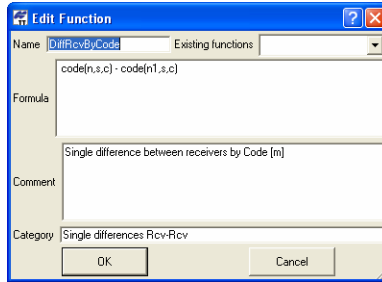 Edit Function
Name DiffRcvByCode Existing functions
Formula code(n,s,c) - code(n1,s,c)
Comment Single difference between receivers by Code [m]
Category Single differences Rcv-Rcv
OK Cancel